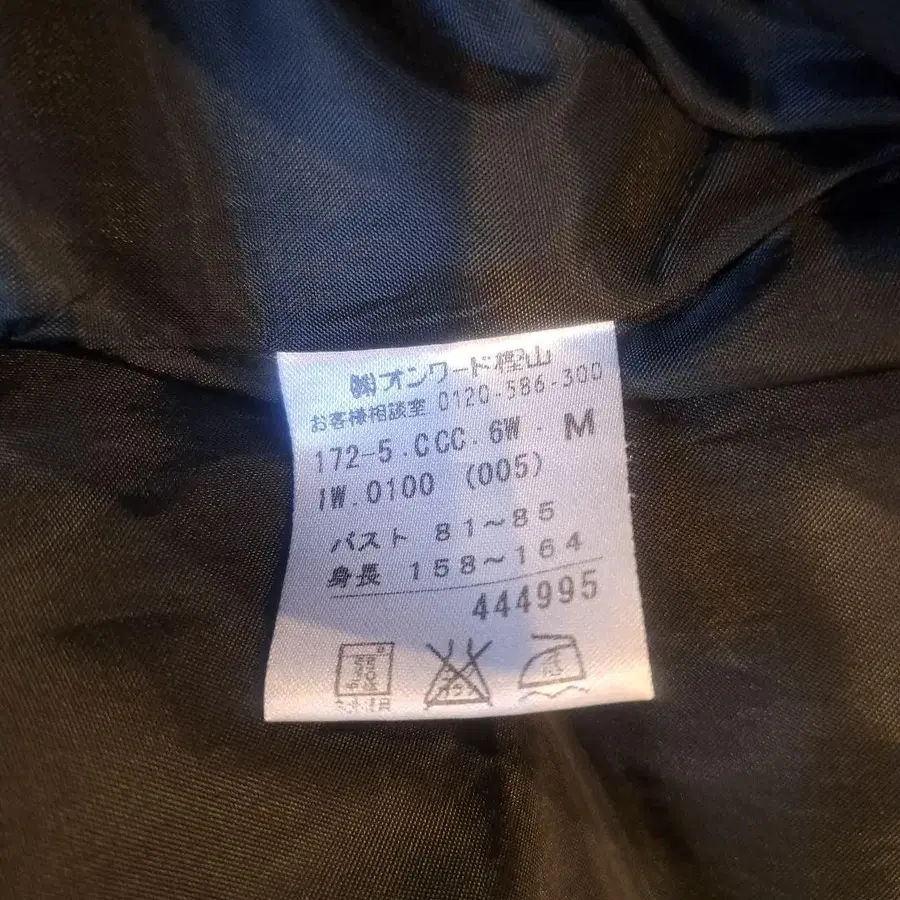 ㈱オンワード樫山
お客様相談室 0120-586-300
172-5.CCC.6W. M
IW.0100 (005)
バスト 81~85
身長 158~164
444995
低